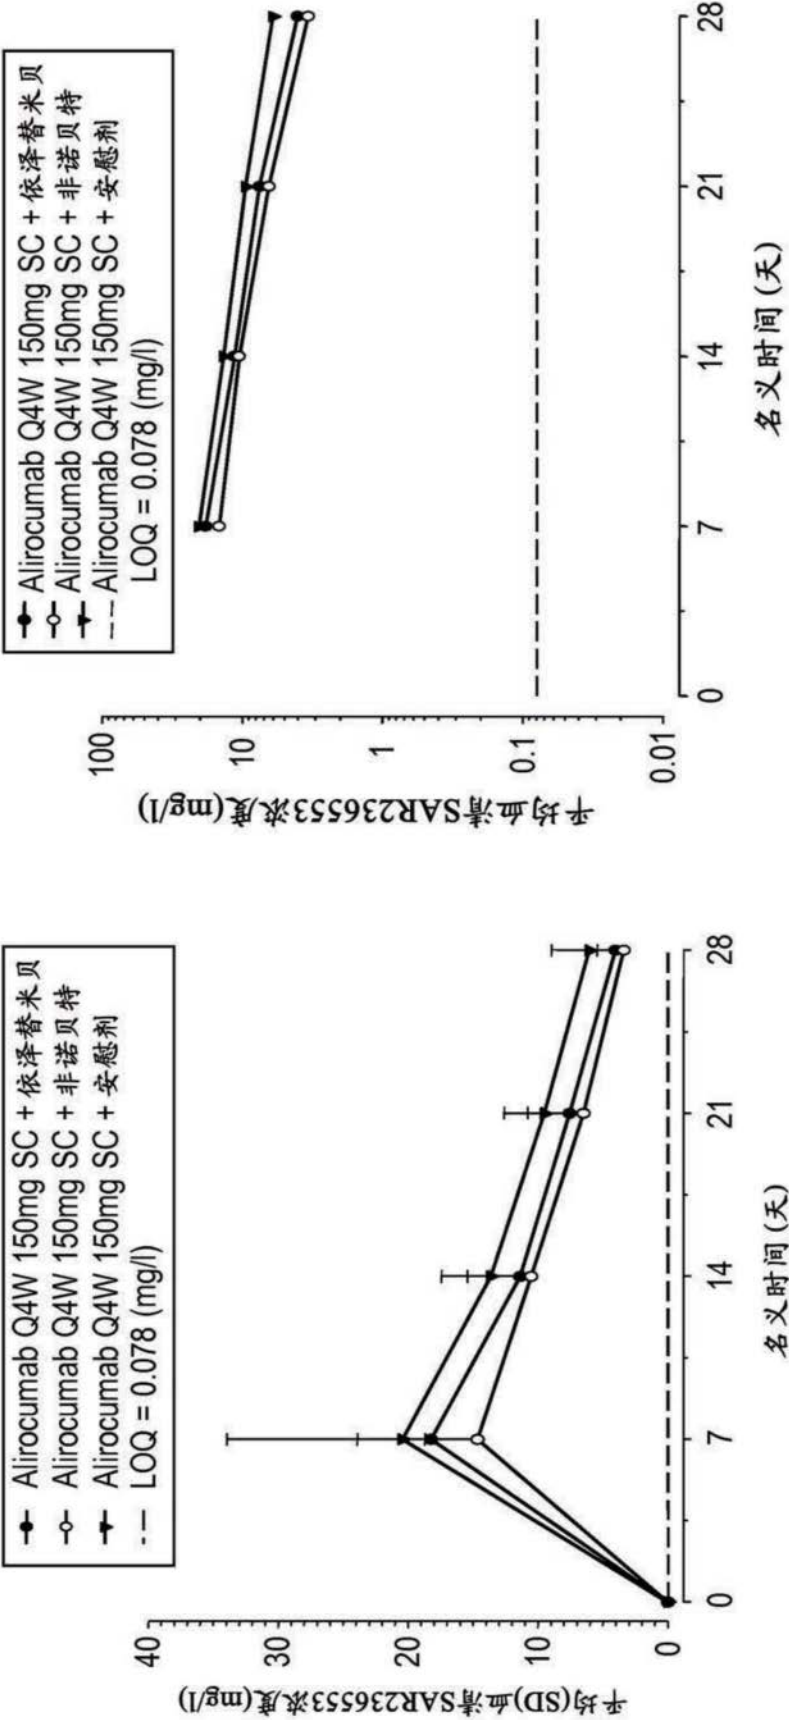 Alirocumab Q4W 150mg SC + 依泽替米贝
Alirocumab Q4W 150mg SC + 非诺贝特
Alirocumab Q4W 150mg SC + 安慰剂
LOQ = 0.078 (mg/l)
平均(SD)血清SAR236553浓度(mg/l)
40
30
20
10
0
0 7 14 21 28
名义时间 (天)
Alirocumab Q4W 150mg SC + 依泽替米贝
Alirocumab Q4W 150mg SC + 非诺贝特
Alirocumab Q4W 150mg SC + 安慰剂
LOQ = 0.078 (mg/l)
平均血清SAR236553浓度(mg/l)
100
10
1
0.1
0.01
0 7 14 21 28
名义时间 (天)